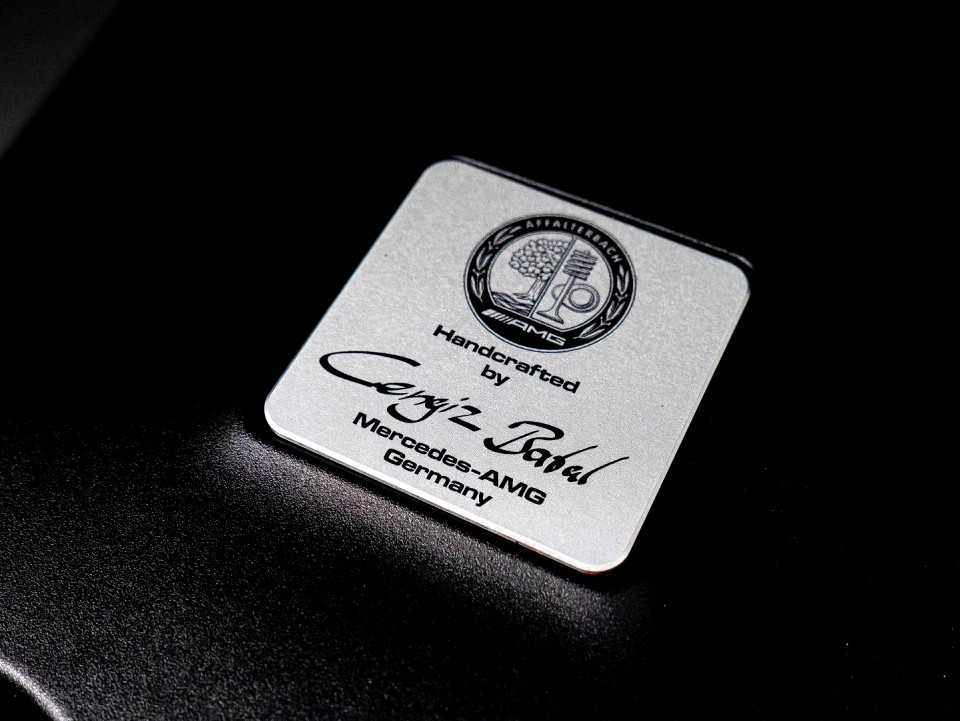 AFFALTERBACH
AMG
Handcrafted
by
Cengiz Babal
Mercedes-AMG
Germany